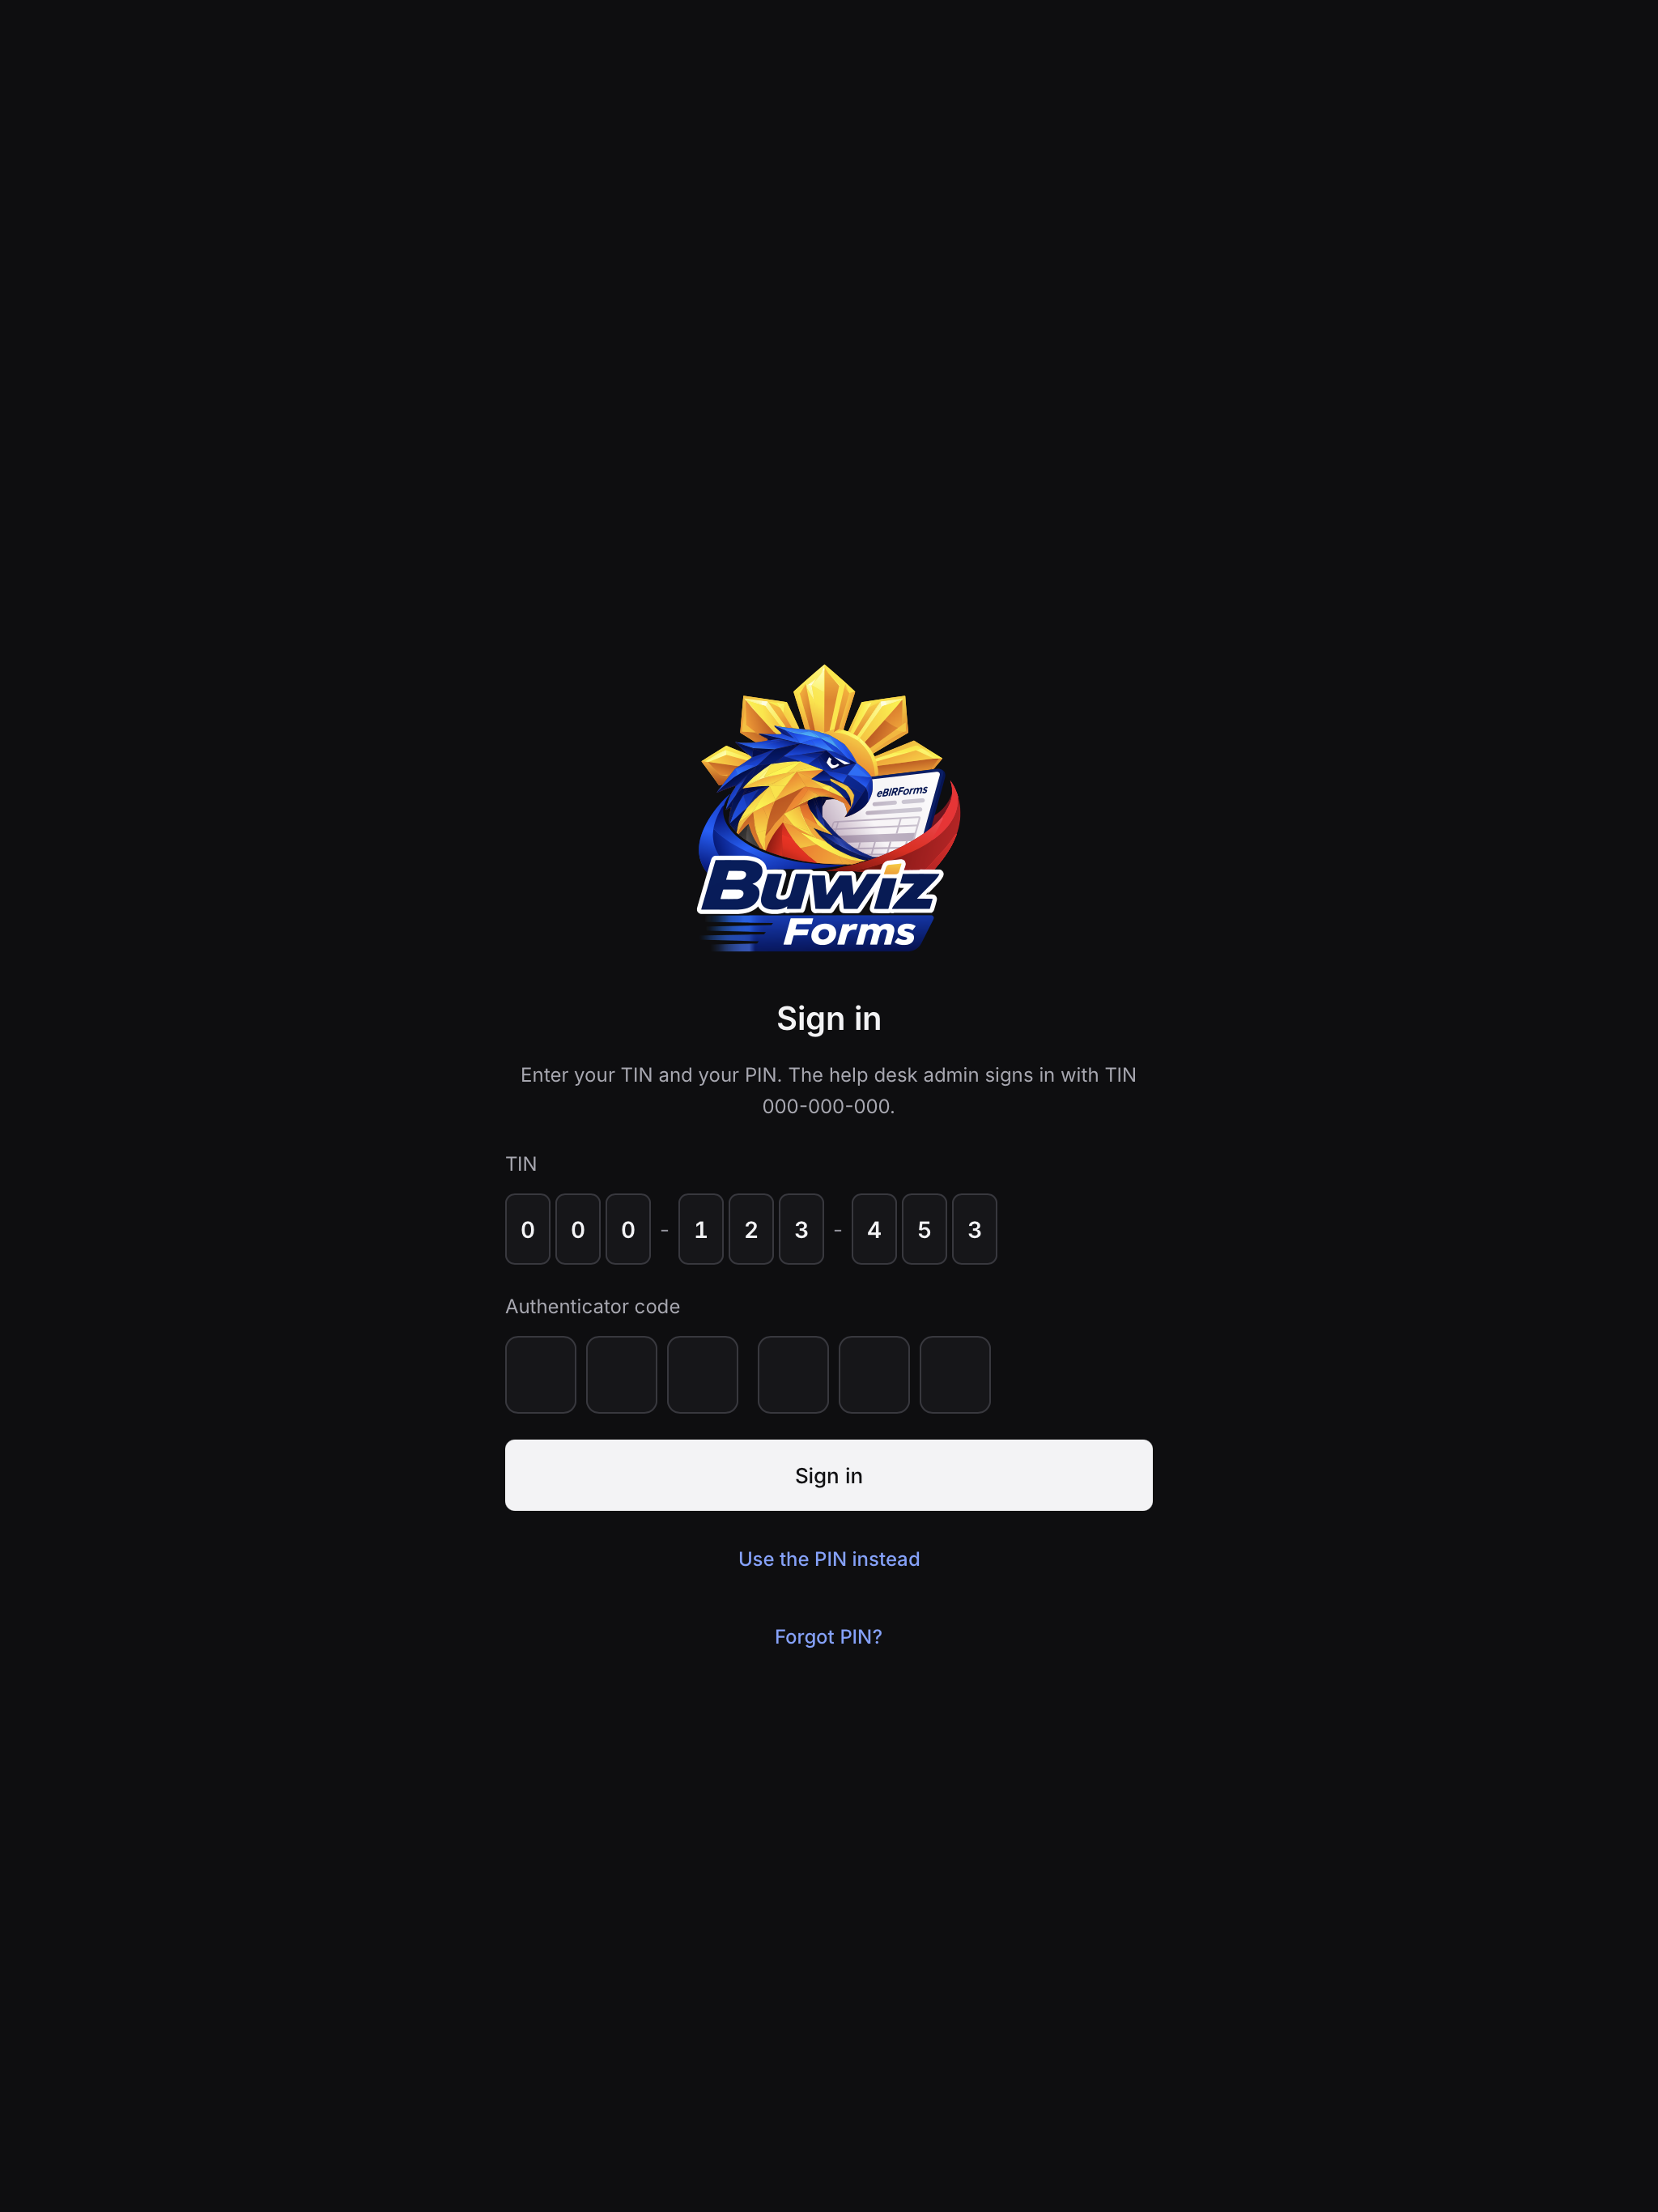 eBIRForms
Buwiz
Forms
Sign in
Enter your TIN and your PIN. The help desk admin signs in with TIN
000-000-000.
TIN
0 0 0 - 1 2 3 - 4 5 3
Authenticator code
Sign in
Use the PIN instead
Forgot PIN?